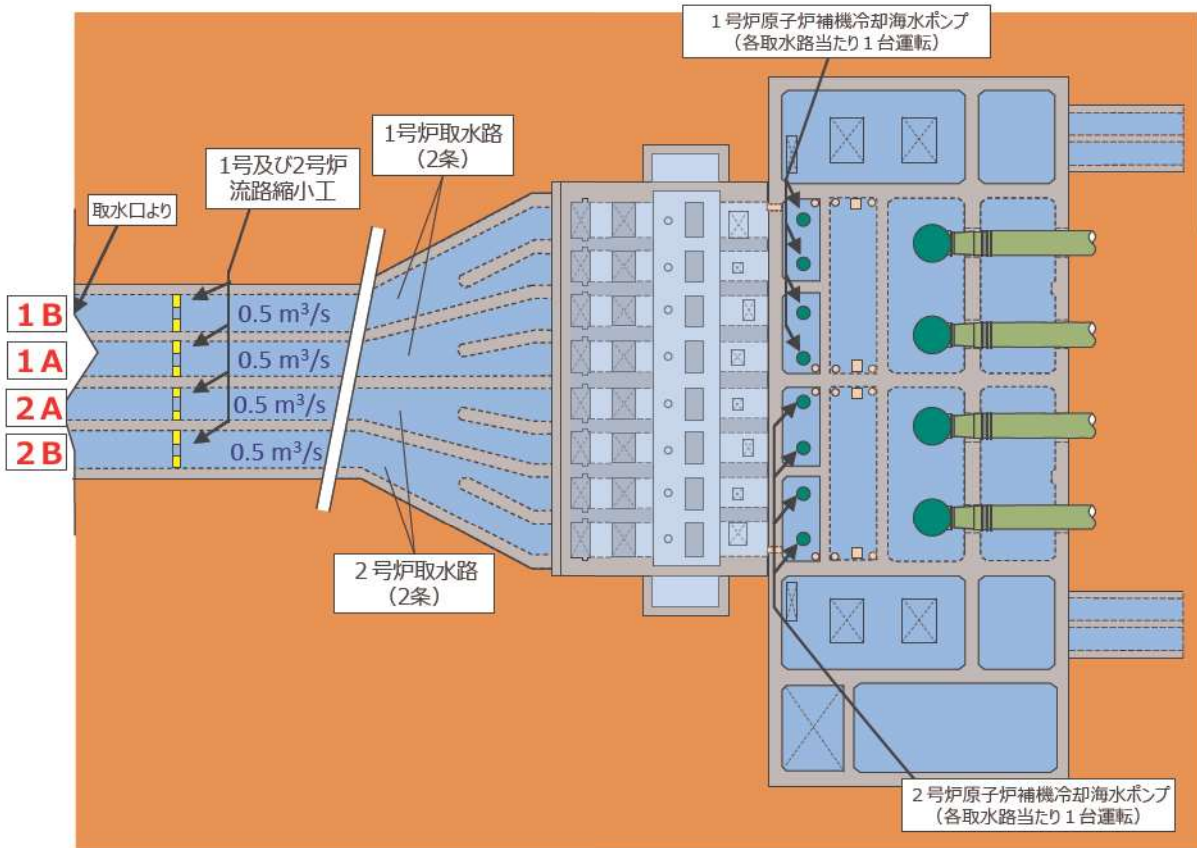 1号炉原子炉補機冷却海水ポンプ
(各取水路当たり1台運転)
1号炉取水路
(2条)
1号及び2号炉
流路縮小工
取水口より
1B
0.5 m³/s
1A
0.5 m³/s
2A
0.5 m³/s
2B
0.5 m³/s
2号炉取水路
(2条)
2号炉原子炉補機冷却海水ポンプ
(各取水路当たり1台運転)